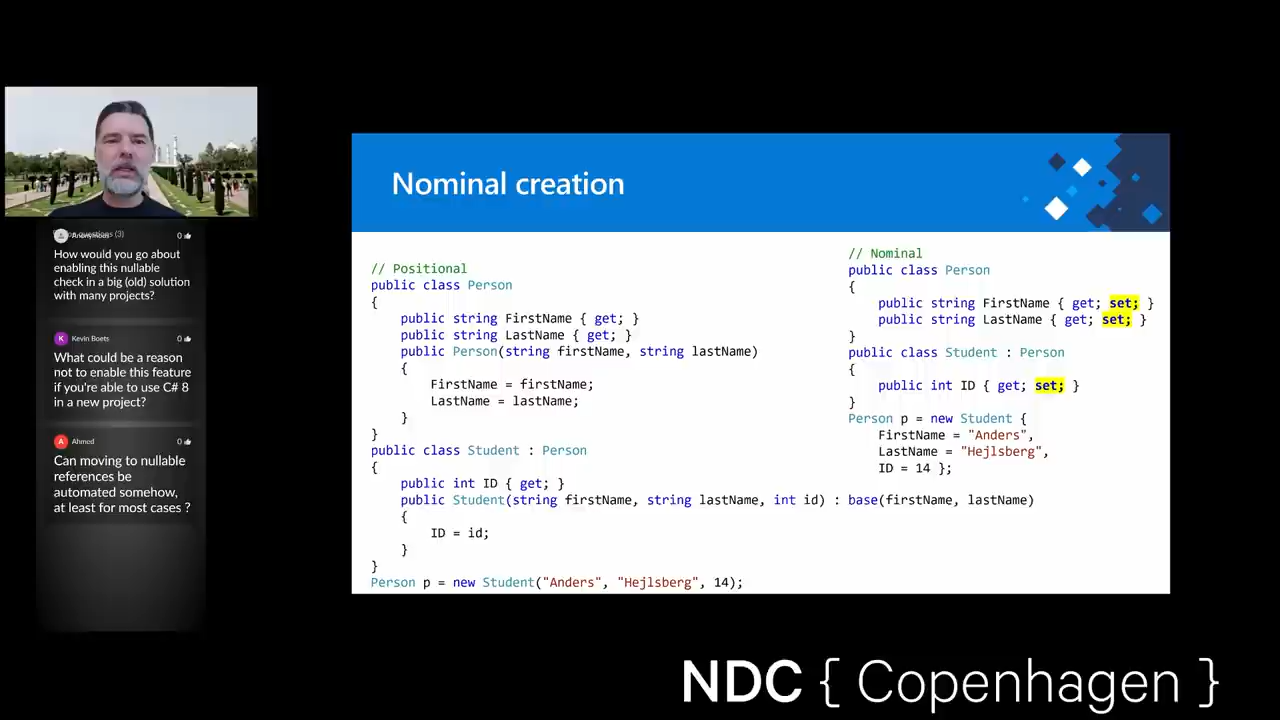 Nominal creation
// Positional
public class Person
{
public string FirstName { get; }
public string LastName { get; }
public Person(string firstName, string lastName)
{
FirstName = firstName;
LastName = lastName;
}
}
public class Student : Person
{
public int ID { get; }
public Student(string firstName, string lastName, int id) : base(firstName, lastName)
{
ID = id;
}
}
Person p = new Student("Anders", "Hejlsberg", 14);
// Nominal
public class Person
{
public string FirstName { get; set; }
public string LastName { get; set; }
}
public class Student : Person
{
public int ID { get; set; }
}
Person p = new Student {
FirstName = "Anders",
LastName = "Hejlsberg",
ID = 14 };
0
How would you go about
enabling this nullable
check in a big (old) solution
with many projects?
K Kevin Boets 0
What could be a reason
not to enable this feature
if you're able to use C# 8
in a new project?
A Ahmed 0
Can moving to nullable
references be
automated somehow,
at least for most cases ?
NDC { Copenhagen }